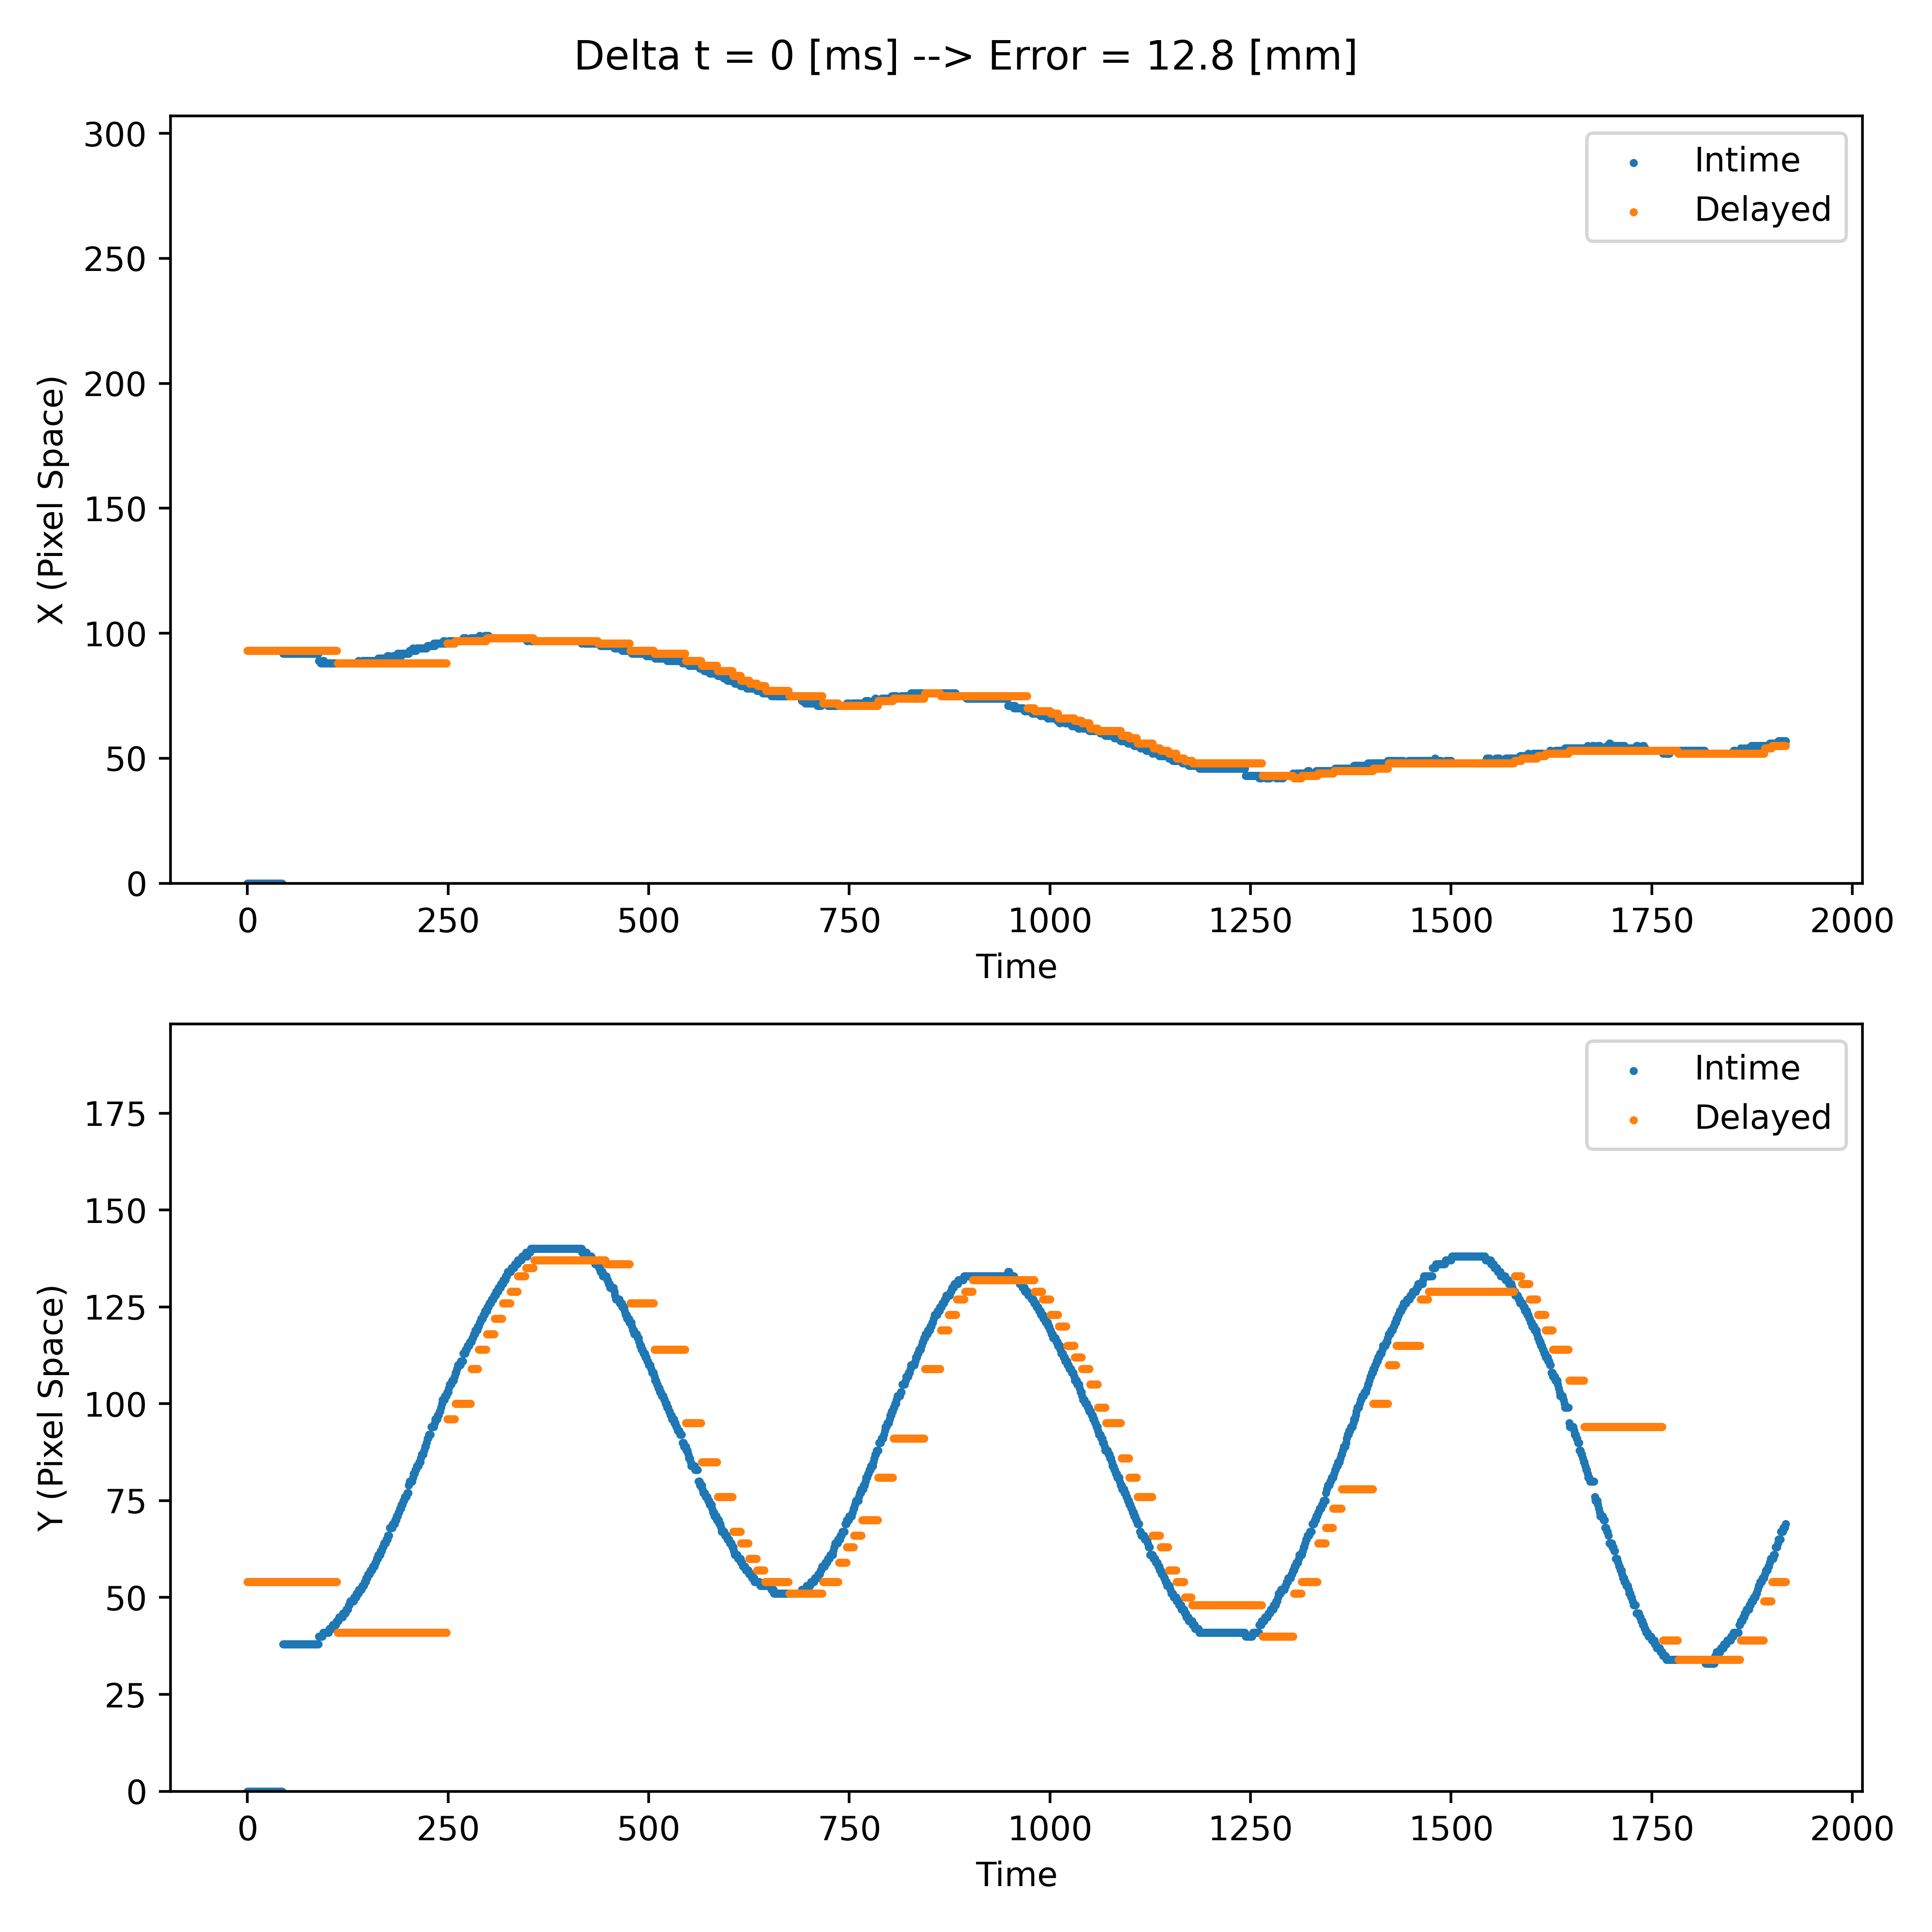 Delta t = 0 [ms] --> Error = 12.8 [mm]
300
250
200
150
100
50
0
X (Pixel Space)
Intime
Delayed
0 250 500 750 1000 1250 1500 1750 2000
Time
175
150
125
100
75
50
25
0
Y (Pixel Space)
Intime
Delayed
0 250 500 750 1000 1250 1500 1750 2000
Time